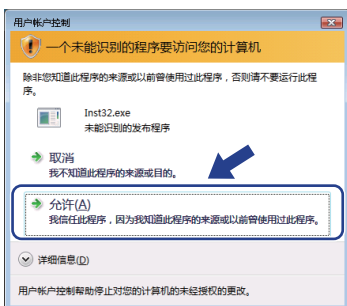 用户帐户控制
一个未能识别的程序要访问您的计算机
除非您知道此程序的来源或以前曾使用过此程序，否则请不要运行此程
序。
Inst32.exe
未能识别的发布程序
取消
我不知道此程序的来源或目的。
允许(A)
我信任此程序，因为我知道此程序的来源或以前曾使用过此程序。
详细信息(D)
用户帐户控制帮助停止对您的计算机的未经授权的更改。